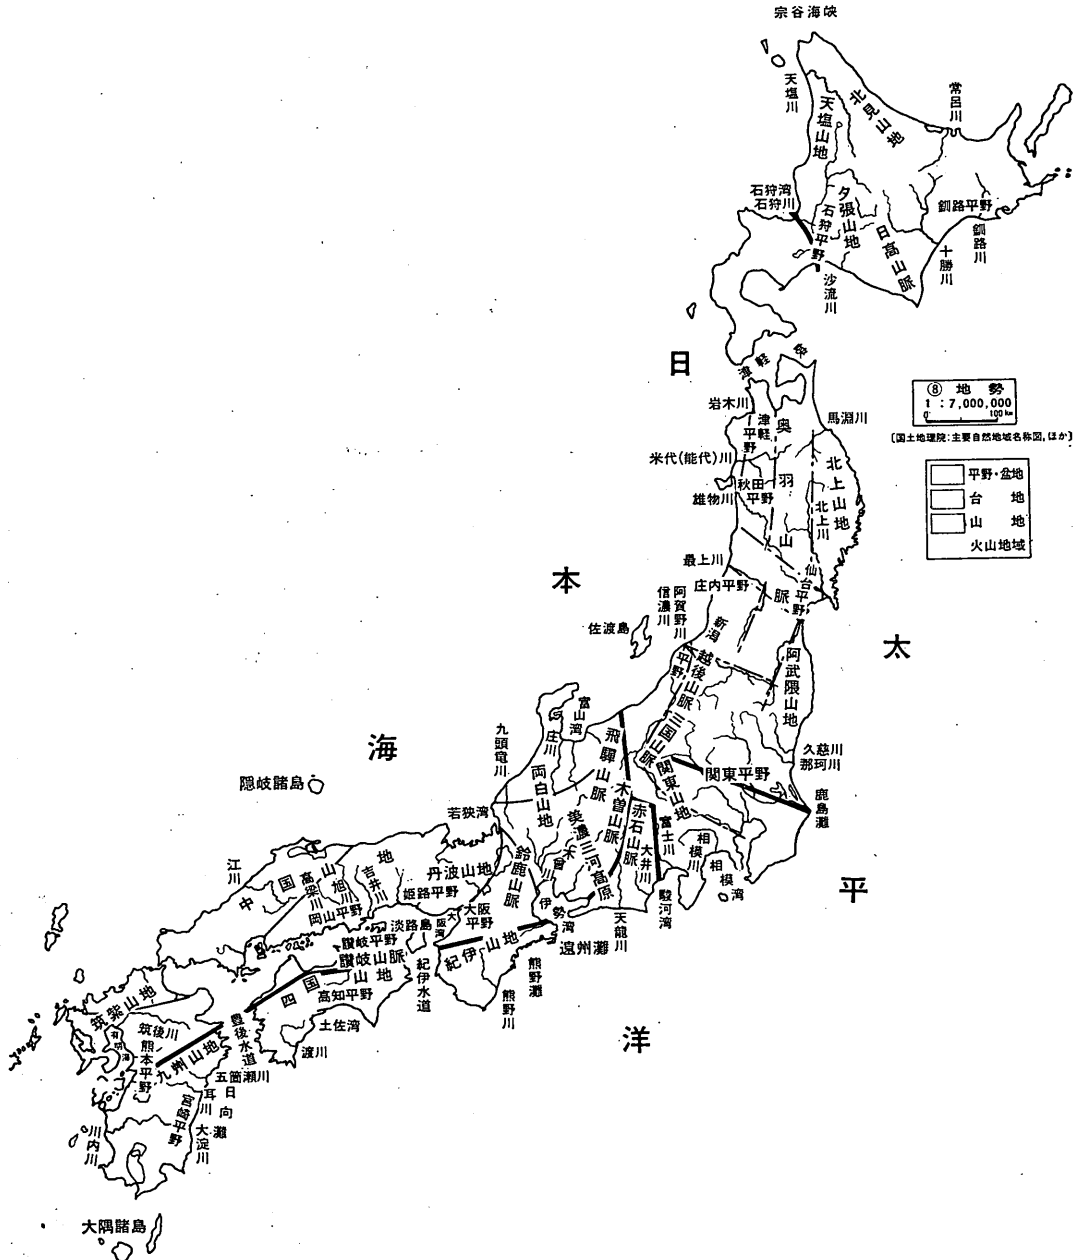 宗谷海峡
天塩川
天塩山地
北見山地
常呂川
石狩湾
石狩川
石狩平野
夕張山地
日高山脈
釧路平野
釧路川
十勝川
沙流川
津軽海峡
日本海
太平洋
⑧ 地勢
1:7,000,000
0 100km
〔国土地理院:主要自然地域名称図,ほか〕
平野・盆地
台地
山地
火山地域
岩木川
津軽平野
奥羽山脈
馬淵川
米代(能代)川
秋田平野
雄物川
北上山地
北上川
最上川
庄内平野
仙台平野
阿賀野川
信濃川
佐渡島
新潟平野
越後山脈
阿武隈山地
三国山脈
久慈川
那珂川
関東平野
関東山地
鹿島灘
富山湾
庄川
飛騨山脈
九頭竜川
両白山地
木曽山脈
赤石山脈
美濃三河高原
富士川
相模川
相模湾
大井川
駿河湾
天龍川
遠州灘
木曽川
伊勢湾
鈴鹿山脈
若狭湾
隠岐諸島
丹波山地
姫路平野
大阪平野
大阪湾
淡路島
江川
中国山地
高梁川
旭川
吉井川
岡山平野
讃岐平野
讃岐山脈
四国山地
高知平野
土佐湾
渡川
紀伊水道
紀伊山地
熊野灘
熊野川
豊後水道
筑紫山地
筑後川
有明海
熊本平野
九州山地
五箇瀬川
耳川
日向灘
宮崎平野
大淀川
川内川
大隅諸島